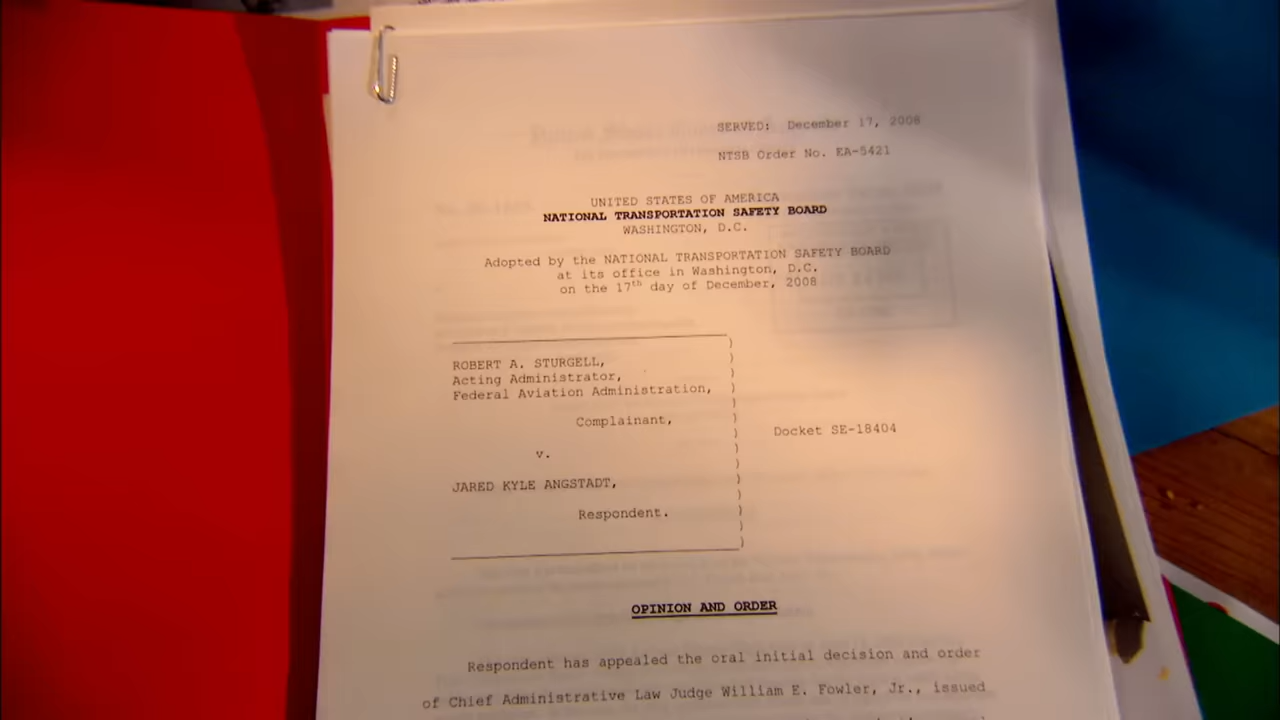 SERVED: December 17, 2008
NTSB Order No. EA-5421
UNITED STATES OF AMERICA
NATIONAL TRANSPORTATION SAFETY BOARD
WASHINGTON, D.C.
Adopted by the NATIONAL TRANSPORTATION SAFETY BOARD
at its office in Washington, D.C.
on the 17th day of December, 2008
ROBERT A. STURGELL,
Acting Administrator,
Federal Aviation Administration,
Complainant,
Docket SE-18404
v.
JARED KYLE ANGSTADT,
Respondent.
OPINION AND ORDER
Respondent has appealed the oral initial decision and order
of Chief Administrative Law Judge William E. Fowler, Jr., issued